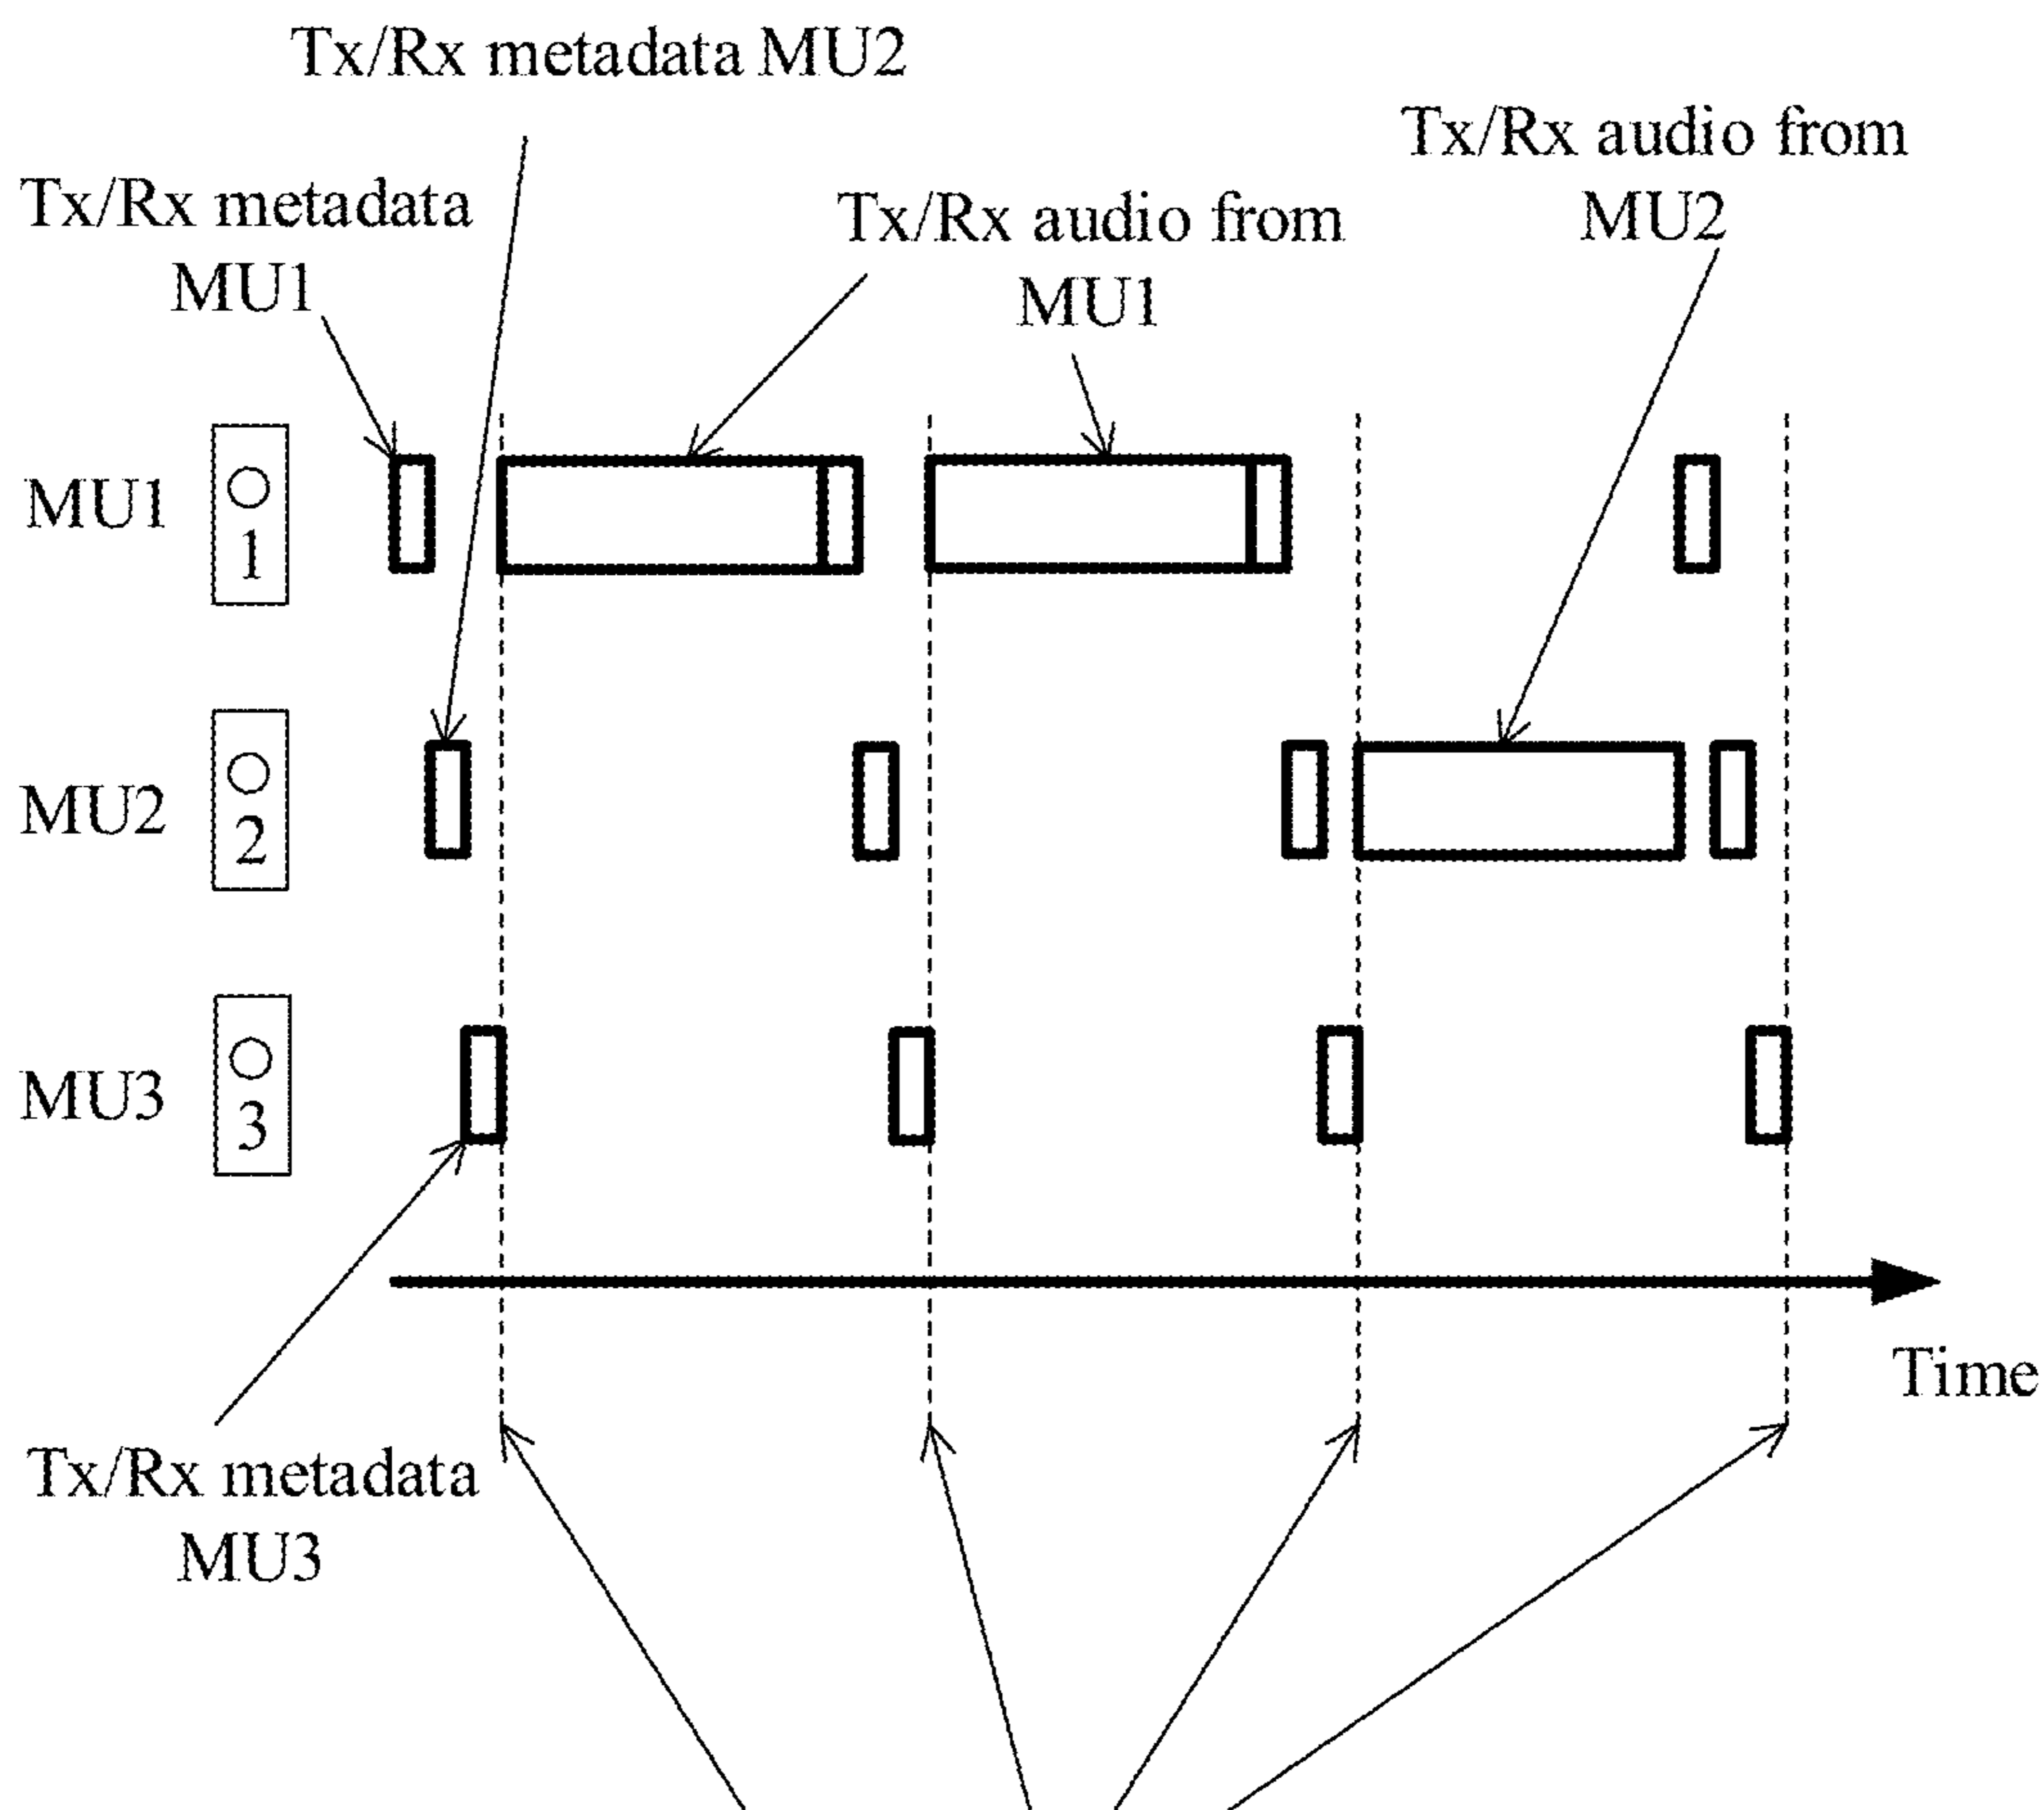 Tx/Rx metadata MU2
Tx/Rx audio from
MU2
Tx/Rx metadata
MU1
Tx/Rx audio from
MU1
MU1
1
MU2
2
MU3
3
Time
Tx/Rx metadata
MU3